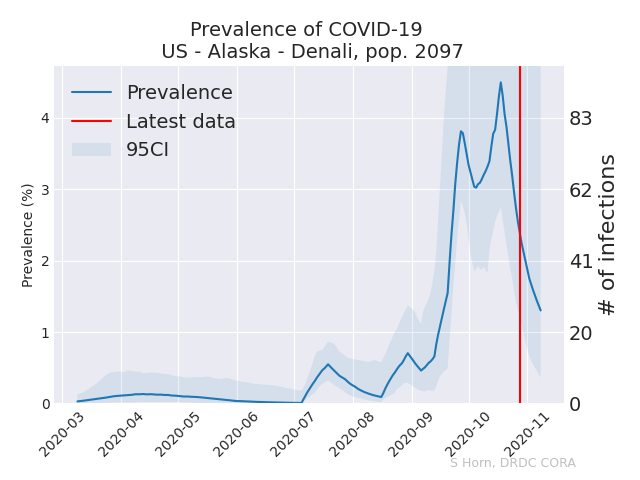 Prevalence of COVID-19
US - Alaska - Denali, pop. 2097
Prevalence
Latest data
95CI
Prevalence (%)
4
3
2
1
0
83
62
41
20
0
# of infections
2020-03
2020-04
2020-05
2020-06
2020-07
2020-08
2020-09
2020-10
2020-11
S Horn, DRDC CORA